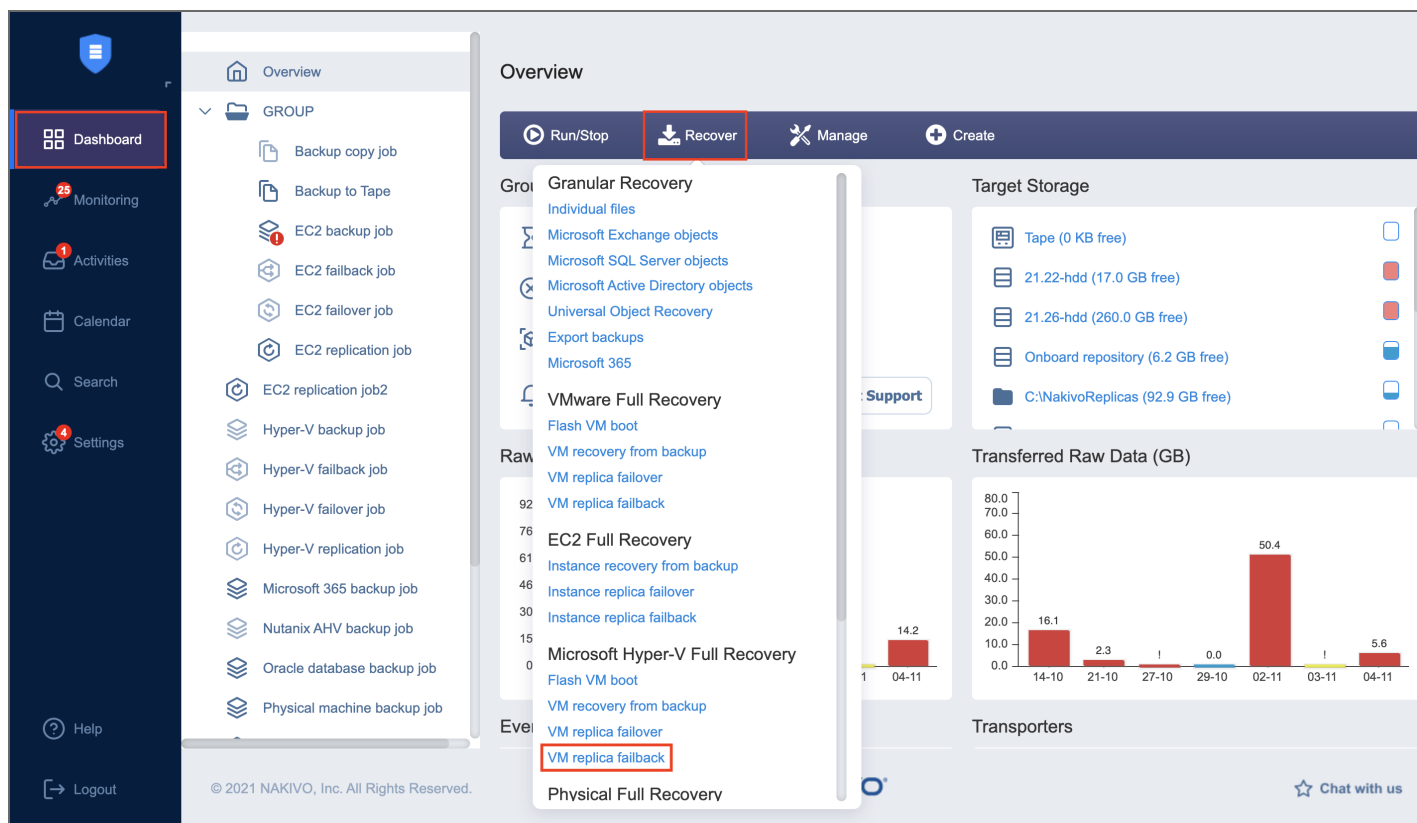 Dashboard
25
Monitoring
1
Activities
Calendar
Search
4
Settings
Help
Logout
Overview
GROUP
Backup copy job
Backup to Tape
EC2 backup job
EC2 failback job
EC2 failover job
EC2 replication job
EC2 replication job2
Hyper-V backup job
Hyper-V failback job
Hyper-V failover job
Hyper-V replication job
Microsoft 365 backup job
Nutanix AHV backup job
Oracle database backup job
Physical machine backup job
Overview
Run/Stop
Recover
Manage
Create
Granular Recovery
Individual files
Microsoft Exchange objects
Microsoft SQL Server objects
Microsoft Active Directory objects
Universal Object Recovery
Export backups
Microsoft 365
VMware Full Recovery
Flash VM boot
VM recovery from backup
VM replica failover
VM replica failback
EC2 Full Recovery
Instance recovery from backup
Instance replica failover
Instance replica failback
Microsoft Hyper-V Full Recovery
Flash VM boot
VM recovery from backup
VM replica failover
VM replica failback
Physical Full Recovery
Support
Raw
92
76
61
46
30
15
0
14.2
1
04-11
Target Storage
Tape (0 KB free)
21.22-hdd (17.0 GB free)
21.26-hdd (260.0 GB free)
Onboard repository (6.2 GB free)
C:\NakivoReplicas (92.9 GB free)
Transferred Raw Data (GB)
80.0
70.0
60.0
50.0
40.0
30.0
20.0
10.0
0.0
16.1
2.3
!
0.0
50.4
!
5.6
14-10
21-10
27-10
29-10
02-11
03-11
04-11
Transporters
© 2021 NAKIVO, Inc. All Rights Reserved.
Chat with us